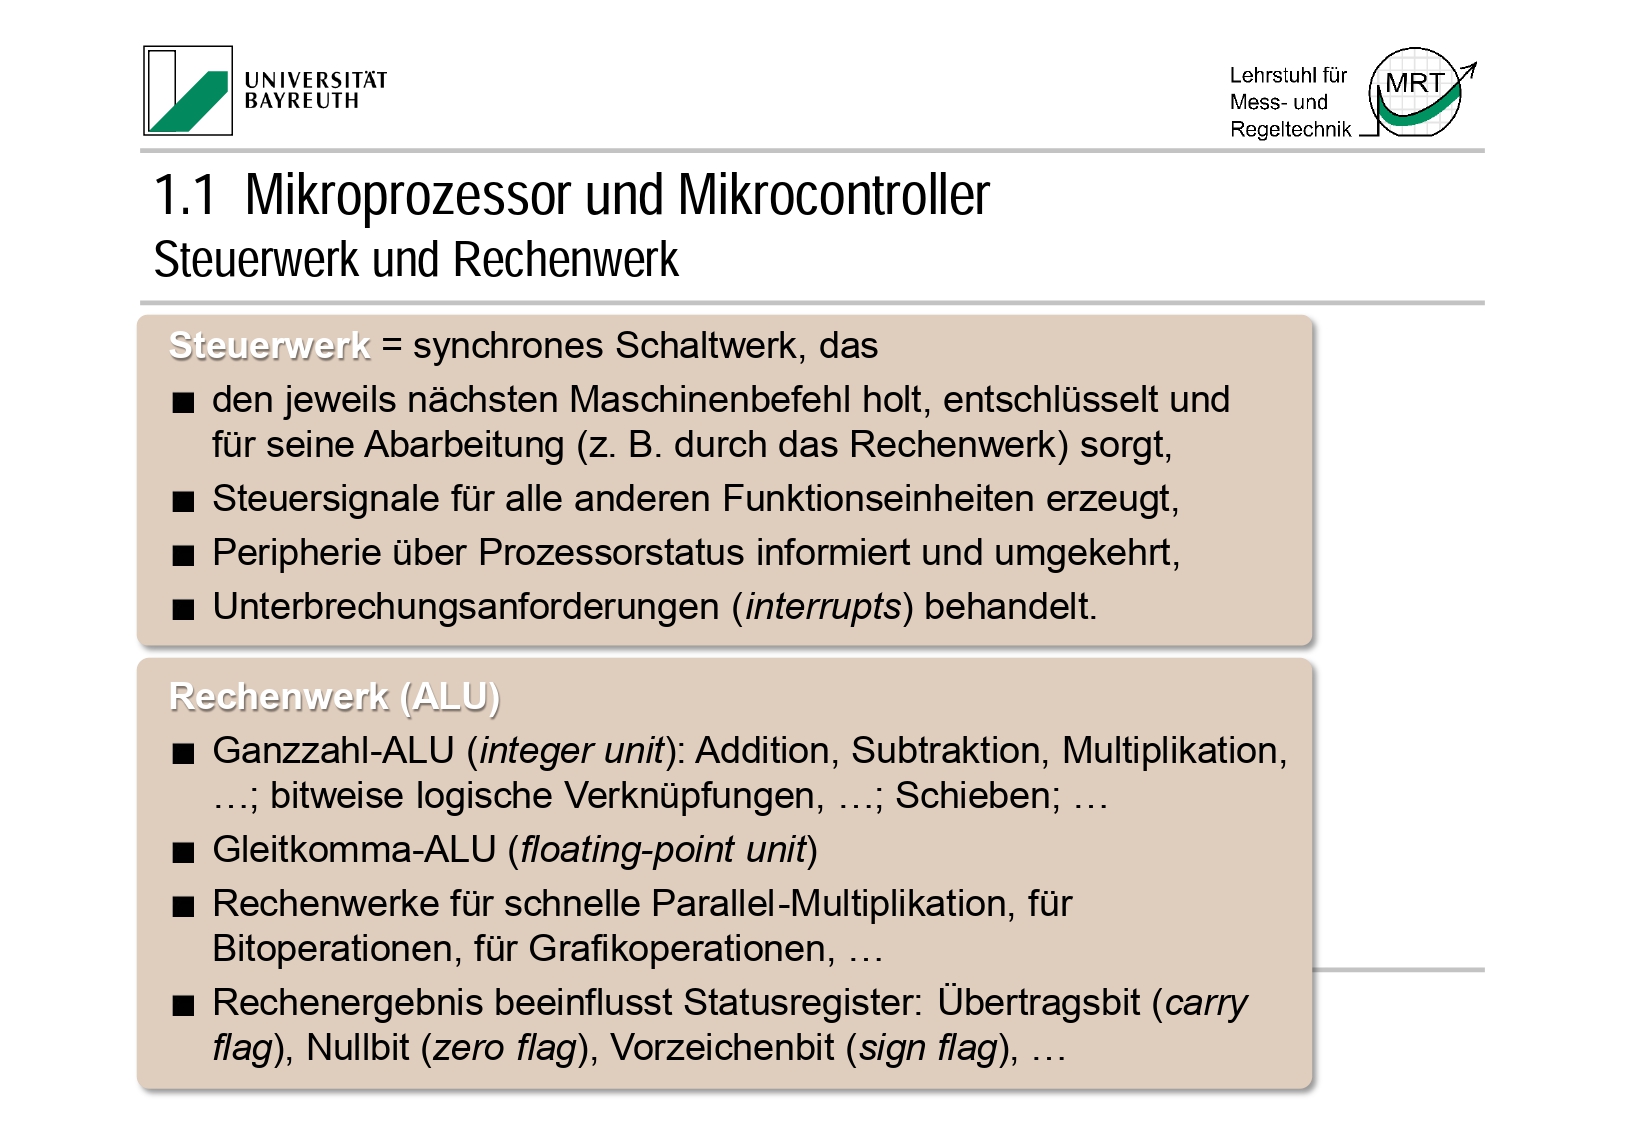 UNIVERSITÄT
BAYREUTH
Lehrstuhl für
Mess- und
Regeltechnik
MRT
1.1 Mikroprozessor und Mikrocontroller
Steuerwerk und Rechenwerk
Steuerwerk = synchrones Schaltwerk, das
■ den jeweils nächsten Maschinenbefehl holt, entschlüsselt und
für seine Abarbeitung (z. B. durch das Rechenwerk) sorgt,
■ Steuersignale für alle anderen Funktionseinheiten erzeugt,
■ Peripherie über Prozessorstatus informiert und umgekehrt,
■ Unterbrechungsanforderungen (interrupts) behandelt.
Rechenwerk (ALU)
■ Ganzzahl-ALU (integer unit): Addition, Subtraktion, Multiplikation,
…; bitweise logische Verknüpfungen, …; Schieben; …
■ Gleitkomma-ALU (floating-point unit)
■ Rechenwerke für schnelle Parallel-Multiplikation, für
Bitoperationen, für Grafikoperationen, …
■ Rechenergebnis beeinflusst Statusregister: Übertragsbit (carry
flag), Nullbit (zero flag), Vorzeichenbit (sign flag), …